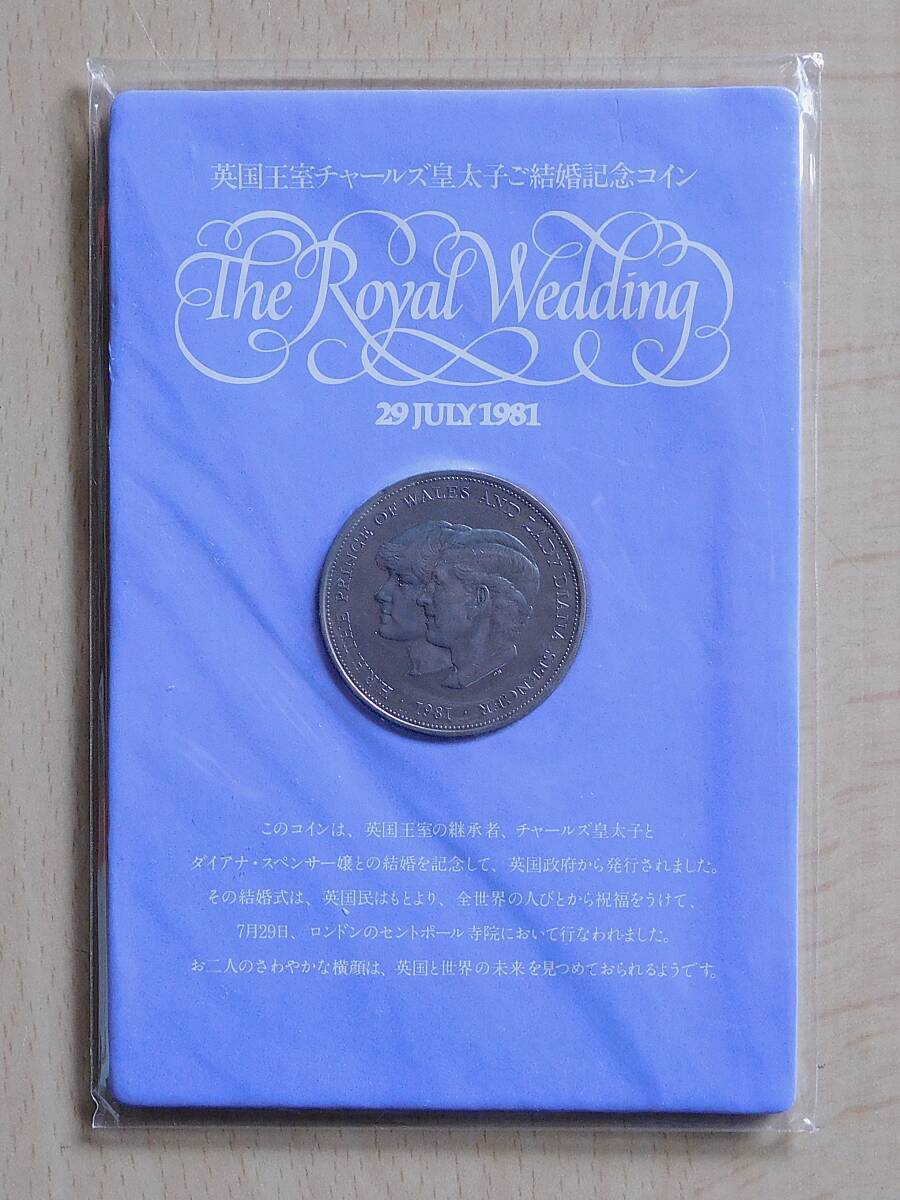 英国王室チャールズ皇太子ご結婚記念コイン
The Royal Wedding
29 JULY 1981
H.R.H. THE PRINCE OF WALES AND LADY DIANA SPENCER · 1981 ·
このコインは、英国王室の継承者、チャールズ皇太子と
ダイアナ・スペンサー嬢との結婚を記念して、英国政府から発行されました。
その結婚式は、英国民はもとより、全世界の人びとから祝福をうけて、
7月29日、ロンドンのセントポール寺院において行なわれました。
お二人のさわやかな横顔は、英国と世界の未来を見つめておられるようです。